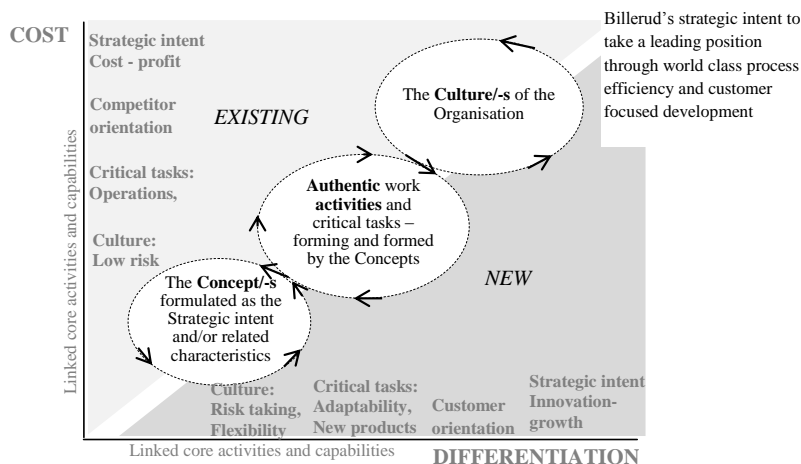 COST
Strategic intent
Cost - profit
Competitor
orientation
Critical tasks:
Operations,
Culture:
Low risk
Linked core activities and capabilities
EXISTING
The Culture/-s of the
Organisation
Authentic work
activities and
critical tasks –
forming and formed
by the Concepts
The Concept/-s
formulated as the
Strategic intent
and/or related
characteristics
NEW
Billerud's strategic intent to
take a leading position
through world class process
efficiency and customer
focused development
Culture:
Risk taking,
Flexibility
Critical tasks:
Adaptability,
New products
Customer
orientation
Strategic intent
Innovation-
growth
Linked core activities and capabilities
DIFFERENTIATION